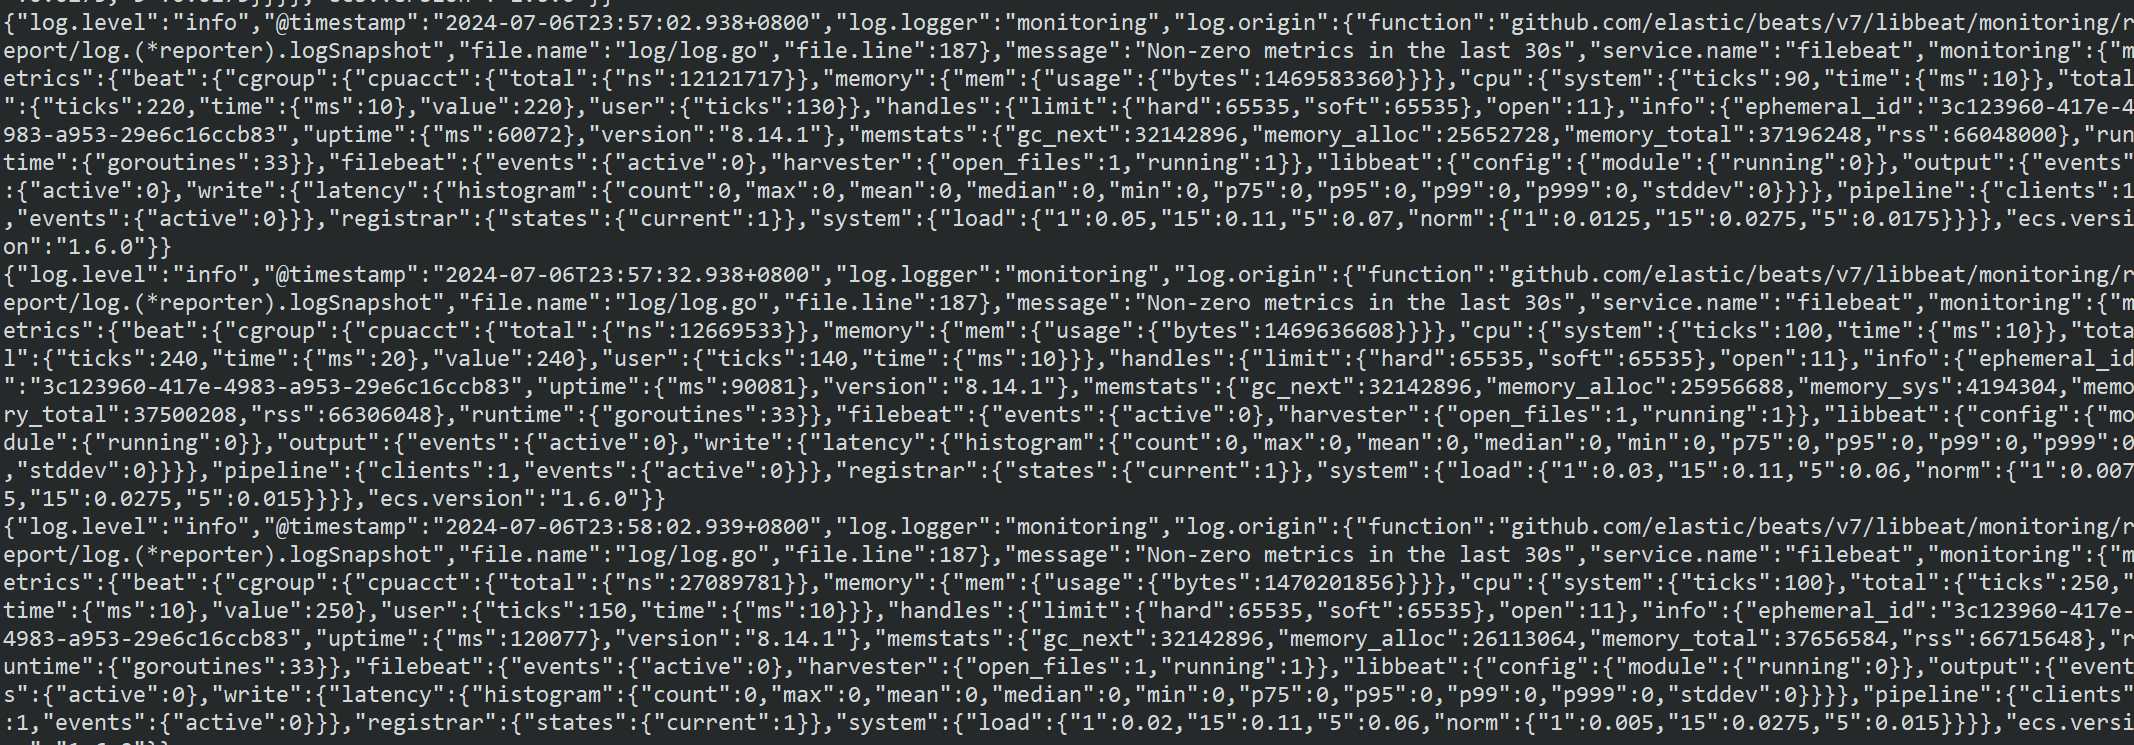 {"log.level":"info","@timestamp":"2024-07-06T23:57:02.938+0800","log.logger":"monitoring","log.origin":{"function":"github.com/elastic/beats/v7/libbeat/monitoring/r
eport/log.(*reporter).logSnapshot","file.name":"log/log.go","file.line":187},"message":"Non-zero metrics in the last 30s","service.name":"filebeat","monitoring":{"m
etrics":{"beat":{"cgroup":{"cpuacct":{"total":{"ns":12121717}},"memory":{"mem":{"usage":{"bytes":1469583360}}}},"cpu":{"system":{"ticks":90,"time":{"ms":10}},"total
":{"ticks":220,"time":{"ms":10},"value":220},"user":{"ticks":130}},"handles":{"limit":{"hard":65535,"soft":65535},"open":11},"info":{"ephemeral_id":"3c123960-417e-4
983-a953-29e6c16ccb83","uptime":{"ms":60072},"version":"8.14.1"},"memstats":{"gc_next":32142896,"memory_alloc":25652728,"memory_total":37196248,"rss":66048000},"run
time":{"goroutines":33}},"filebeat":{"events":{"active":0},"harvester":{"open_files":1,"running":1}},"libbeat":{"config":{"module":{"running":0}},"output":{"events"
:{"active":0},"write":{"latency":{"histogram":{"count":0,"max":0,"mean":0,"median":0,"min":0,"p75":0,"p95":0,"p99":0,"p999":0,"stddev":0}}}},"pipeline":{"clients":1
,"events":{"active":0}}},"registrar":{"states":{"current":1}},"system":{"load":{"1":0.05,"15":0.11,"5":0.07,"norm":{"1":0.0125,"15":0.0275,"5":0.0175}}}},"ecs.versi
on":"1.6.0"}}
{"log.level":"info","@timestamp":"2024-07-06T23:57:32.938+0800","log.logger":"monitoring","log.origin":{"function":"github.com/elastic/beats/v7/libbeat/monitoring/r
eport/log.(*reporter).logSnapshot","file.name":"log/log.go","file.line":187},"message":"Non-zero metrics in the last 30s","service.name":"filebeat","monitoring":{"m
etrics":{"beat":{"cgroup":{"cpuacct":{"total":{"ns":12669533}},"memory":{"mem":{"usage":{"bytes":1469636608}}}},"cpu":{"system":{"ticks":100,"time":{"ms":10}},"tota
l":{"ticks":240,"time":{"ms":20},"value":240},"user":{"ticks":140,"time":{"ms":10}}},"handles":{"limit":{"hard":65535,"soft":65535},"open":11},"info":{"ephemeral_id
":"3c123960-417e-4983-a953-29e6c16ccb83","uptime":{"ms":90081},"version":"8.14.1"},"memstats":{"gc_next":32142896,"memory_alloc":25956688,"memory_sys":4194304,"memo
ry_total":37500208,"rss":66306048},"runtime":{"goroutines":33}},"filebeat":{"events":{"active":0},"harvester":{"open_files":1,"running":1}},"libbeat":{"config":{"mo
dule":{"running":0}},"output":{"events":{"active":0},"write":{"latency":{"histogram":{"count":0,"max":0,"mean":0,"median":0,"min":0,"p75":0,"p95":0,"p99":0,"p999":0
,"stddev":0}}}},"pipeline":{"clients":1,"events":{"active":0}}},"registrar":{"states":{"current":1}},"system":{"load":{"1":0.03,"15":0.11,"5":0.06,"norm":{"1":0.007
5,"15":0.0275,"5":0.015}}}},"ecs.version":"1.6.0"}}
{"log.level":"info","@timestamp":"2024-07-06T23:58:02.939+0800","log.logger":"monitoring","log.origin":{"function":"github.com/elastic/beats/v7/libbeat/monitoring/r
eport/log.(*reporter).logSnapshot","file.name":"log/log.go","file.line":187},"message":"Non-zero metrics in the last 30s","service.name":"filebeat","monitoring":{"m
etrics":{"beat":{"cgroup":{"cpuacct":{"total":{"ns":27089781}},"memory":{"mem":{"usage":{"bytes":1470201856}}}},"cpu":{"system":{"ticks":100},"total":{"ticks":250,"
time":{"ms":10},"value":250},"user":{"ticks":150,"time":{"ms":10}}},"handles":{"limit":{"hard":65535,"soft":65535},"open":11},"info":{"ephemeral_id":"3c123960-417e-
4983-a953-29e6c16ccb83","uptime":{"ms":120077},"version":"8.14.1"},"memstats":{"gc_next":32142896,"memory_alloc":26113064,"memory_total":37656584,"rss":66715648},"r
untime":{"goroutines":33}},"filebeat":{"events":{"active":0},"harvester":{"open_files":1,"running":1}},"libbeat":{"config":{"module":{"running":0}},"output":{"event
s":{"active":0},"write":{"latency":{"histogram":{"count":0,"max":0,"mean":0,"median":0,"min":0,"p75":0,"p95":0,"p99":0,"p999":0,"stddev":0}}}},"pipeline":{"clients"
:1,"events":{"active":0}}},"registrar":{"states":{"current":1}},"system":{"load":{"1":0.02,"15":0.11,"5":0.06,"norm":{"1":0.005,"15":0.0275,"5":0.015}}}},"ecs.versi